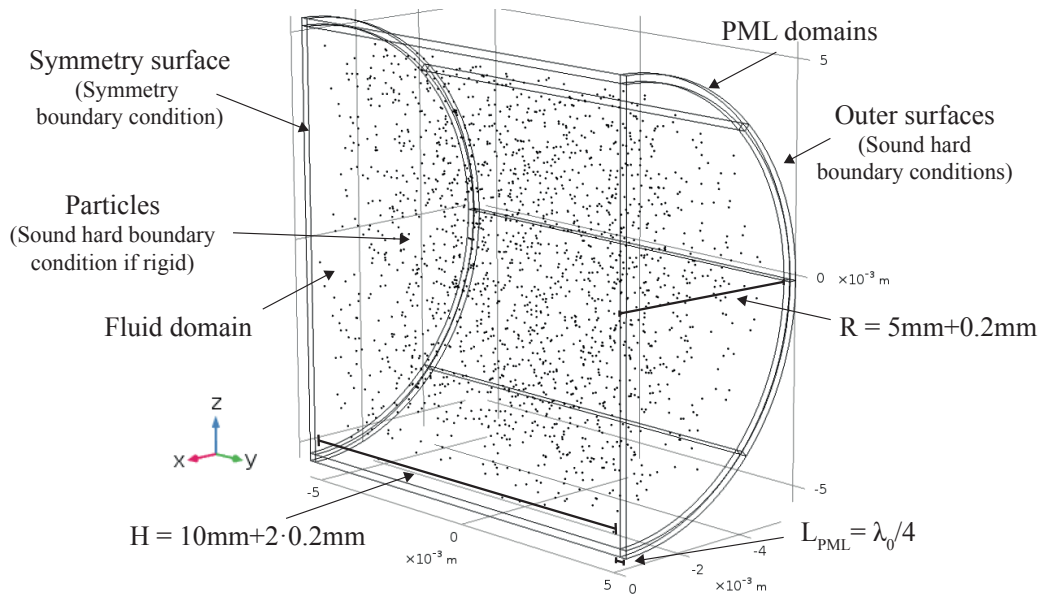 PML domains
5
Symmetry surface
(Symmetry
boundary condition)
Outer surfaces
(Sound hard
boundary conditions)
Particles
(Sound hard boundary
condition if rigid)
0 ×10⁻³ m
Fluid domain
R = 5mm+0.2mm
z
x
y
-5
-5
H = 10mm+2·0.2mm
0
×10⁻³ m
L_PML = λ₀/4
-4
-2
×10⁻³ m
5
0